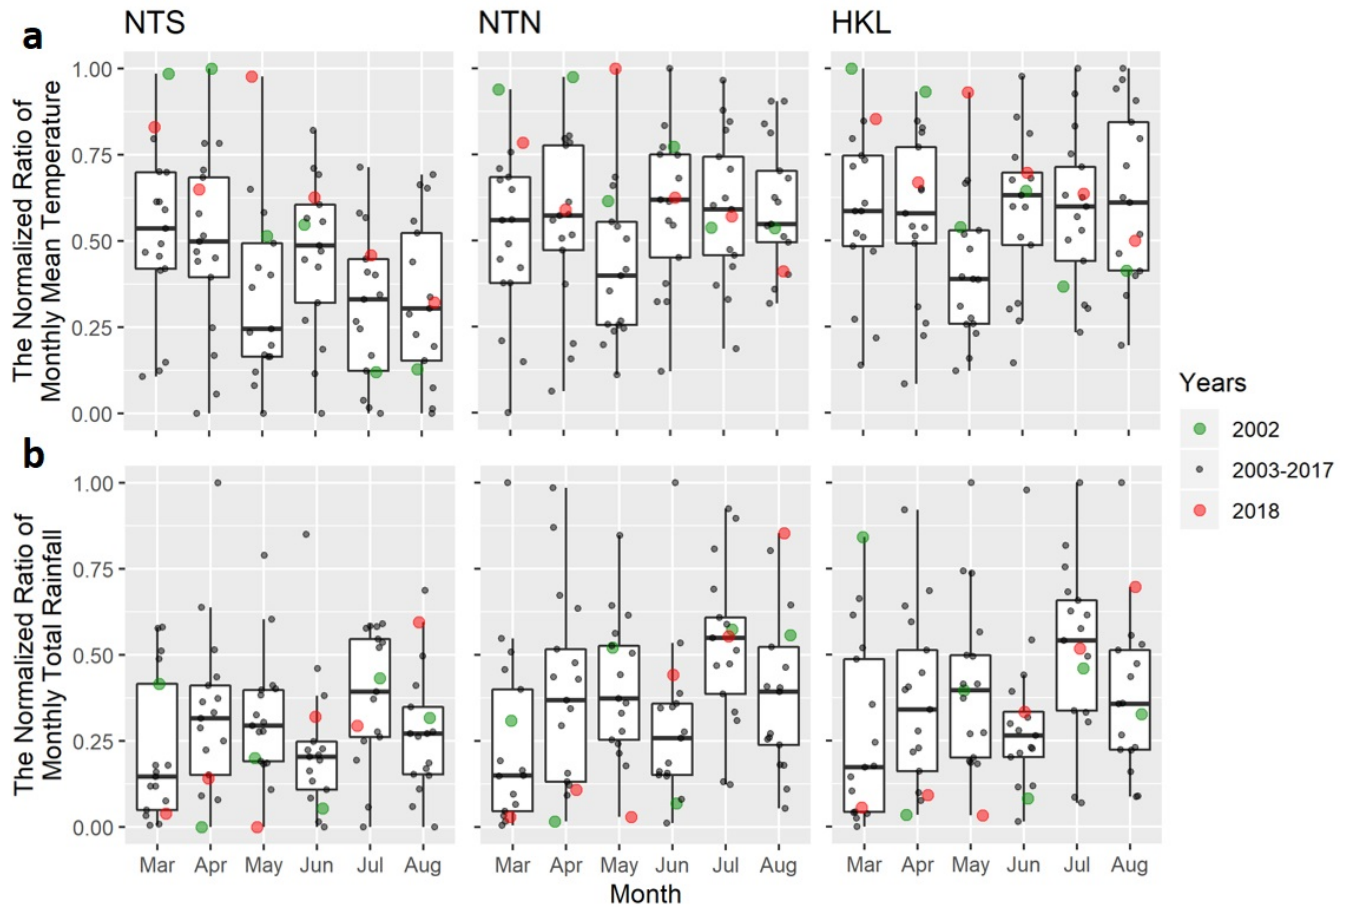 a
NTS
NTN
HKL
The Normalized Ratio of
Monthly Mean Temperature
1.00
0.75
0.50
0.25
0.00
b
The Normalized Ratio of
Monthly Total Rainfall
1.00
0.75
0.50
0.25
0.00
Mar Apr May Jun Jul Aug
Mar Apr May Jun Jul Aug
Mar Apr May Jun Jul Aug
Month
Years
2002
2003-2017
2018